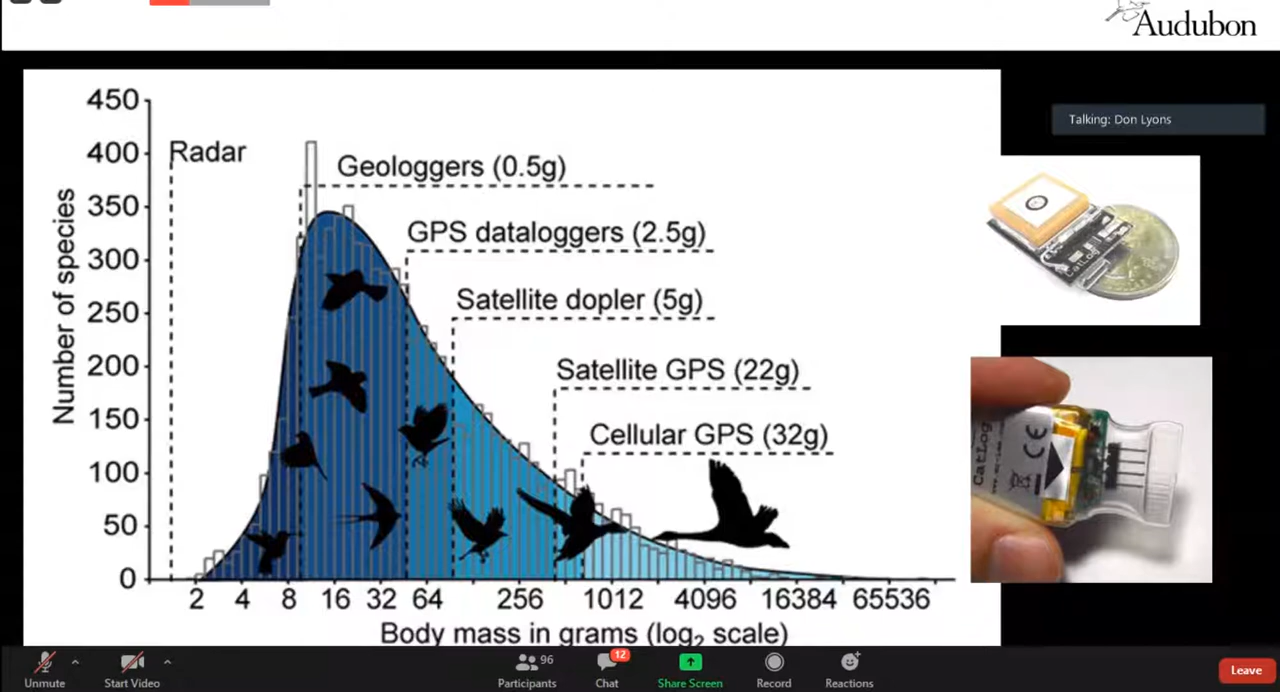 Audubon
Talking: Don Lyons
450
400
350
300
250
200
150
100
50
0
Number of species
Radar
Geologgers (0.5g)
GPS dataloggers (2.5g)
Satellite dopler (5g)
Satellite GPS (22g)
Cellular GPS (32g)
2 4 8 16 32 64 256 1012 4096 16384 65536
Body mass in grams (log₂ scale)
CatLog
CatLog
CE
Unmute
Start Video
96
Participants
12
Chat
Share Screen
Record
Reactions
Leave